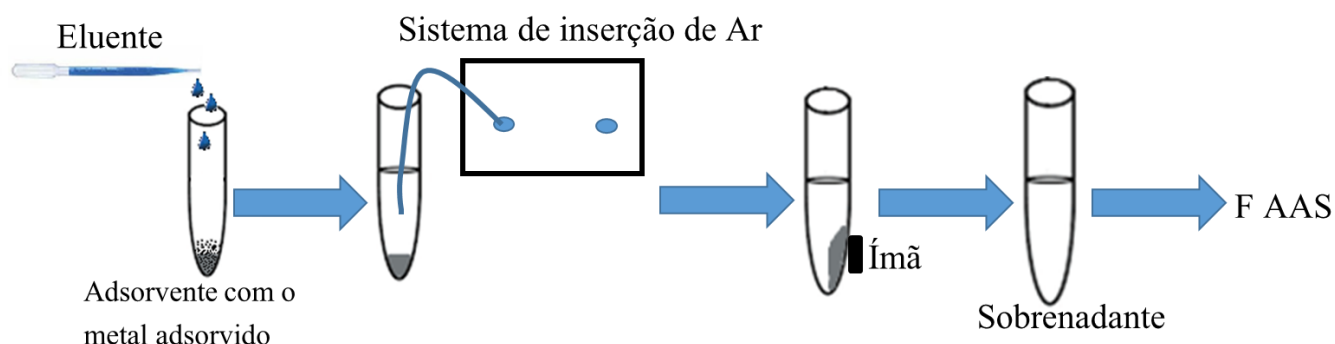 Eluente
Sistema de inserção de Ar
Adsorvente com o
metal adsorvido
Ímã
Sobrenadante
F AAS